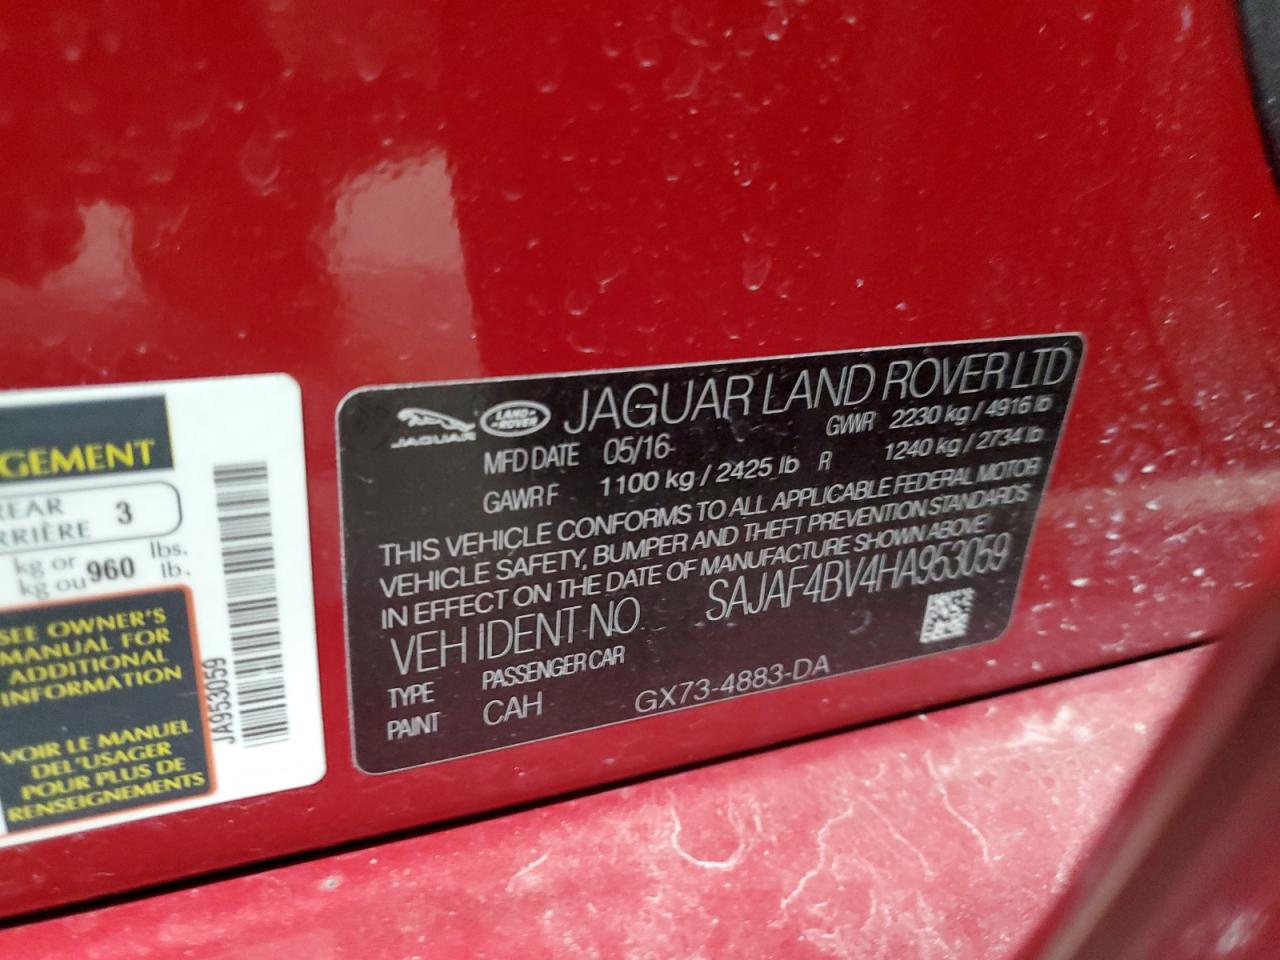 GEMENT
REAR 3
RRIÈRE
kg or 960 lbs.
kg ou lb.
SEE OWNER'S
MANUAL FOR
ADDITIONAL
INFORMATION
VOIR LE MANUEL
DEL'USAGER
POUR PLUS DE
RENSEIGNEMENTS
JA953059
JAGUAR LAND ROVER JAGUAR LAND ROVER LTD
MFD DATE 05/16 GVWR 2230 kg / 4916 lb
GAWR F 1100 kg / 2425 lb R 1240 kg / 2734 lb
THIS VEHICLE CONFORMS TO ALL APPLICABLE FEDERAL MOTOR
VEHICLE SAFETY, BUMPER AND THEFT PREVENTION STANDARDS
IN EFFECT ON THE DATE OF MANUFACTURE SHOWN ABOVE
VEH IDENT NO SAJAF4BV4HA953059
TYPE PASSENGER CAR
PAINT CAH GX73-4883-DA